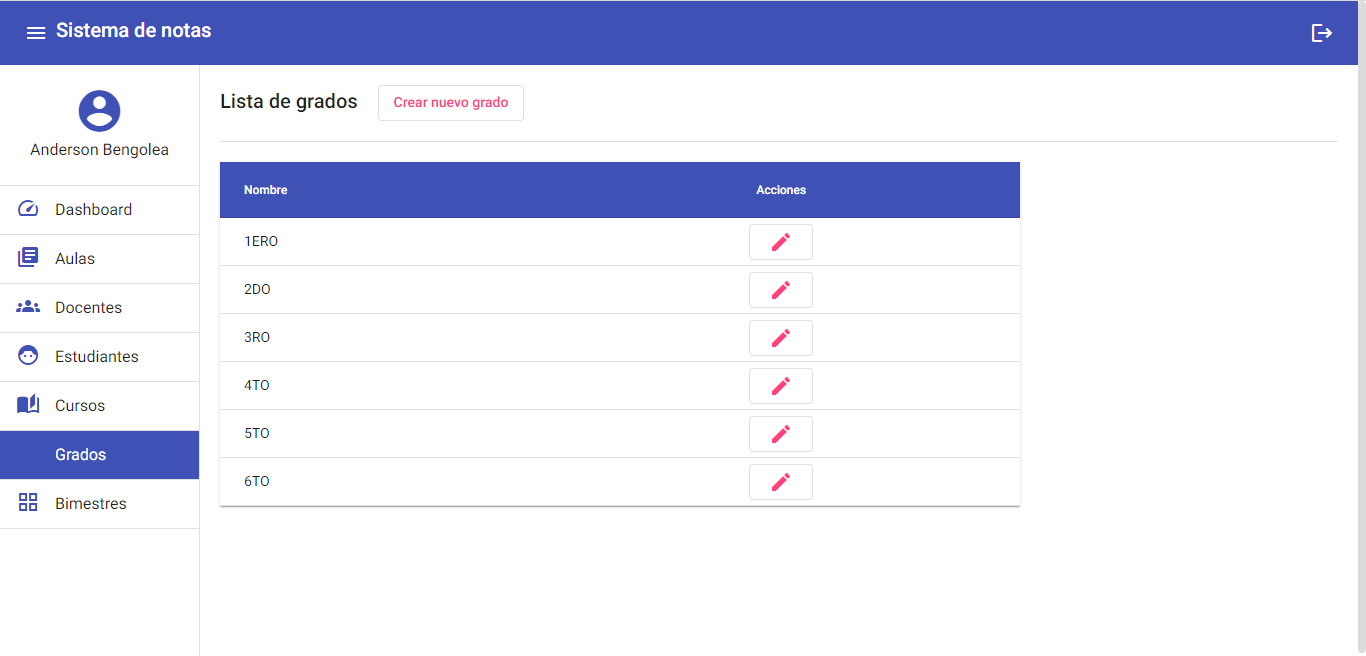 Sistema de notas
Anderson Bengolea
Dashboard
Aulas
Docentes
Estudiantes
Cursos
Grados
Bimestres
Lista de grados
Crear nuevo grado
Nombre Acciones
1ERO
2DO
3RO
4TO
5TO
6TO